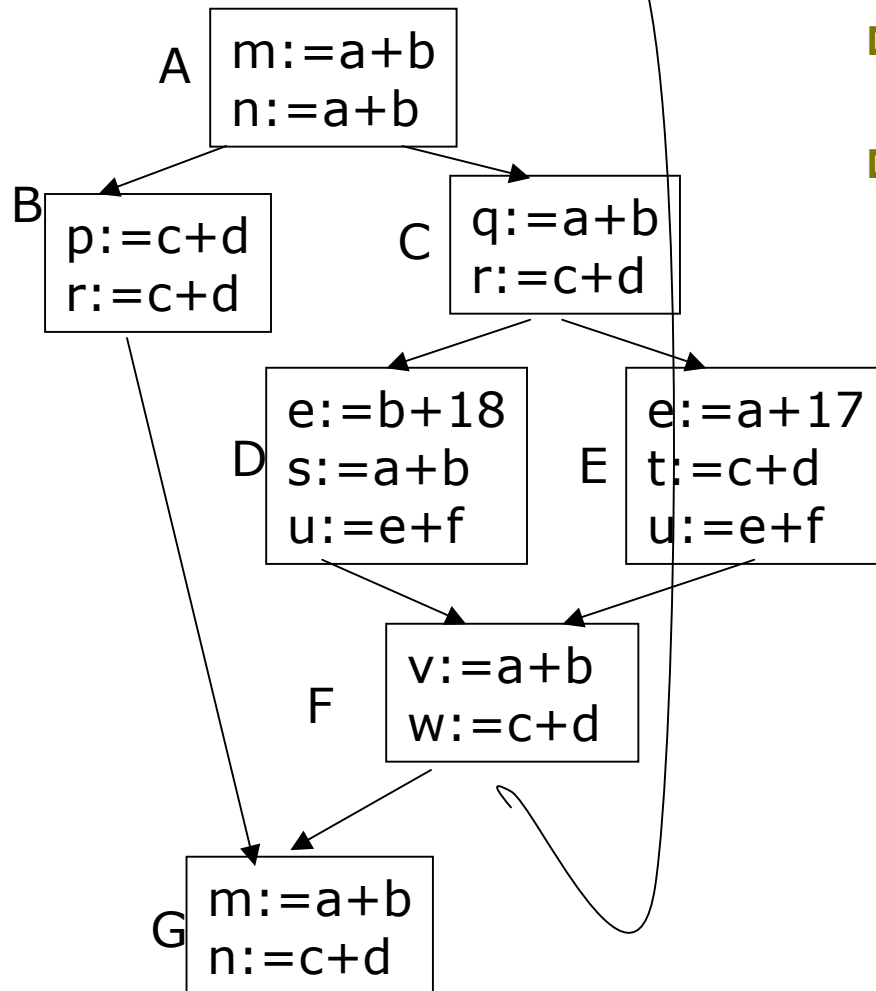 A
m:=a+b
n:=a+b
B
p:=c+d
r:=c+d
C
q:=a+b
r:=c+d
D
e:=b+18
s:=a+b
u:=e+f
E
e:=a+17
t:=c+d
u:=e+f
F
v:=a+b
w:=c+d
G
m:=a+b
n:=c+d